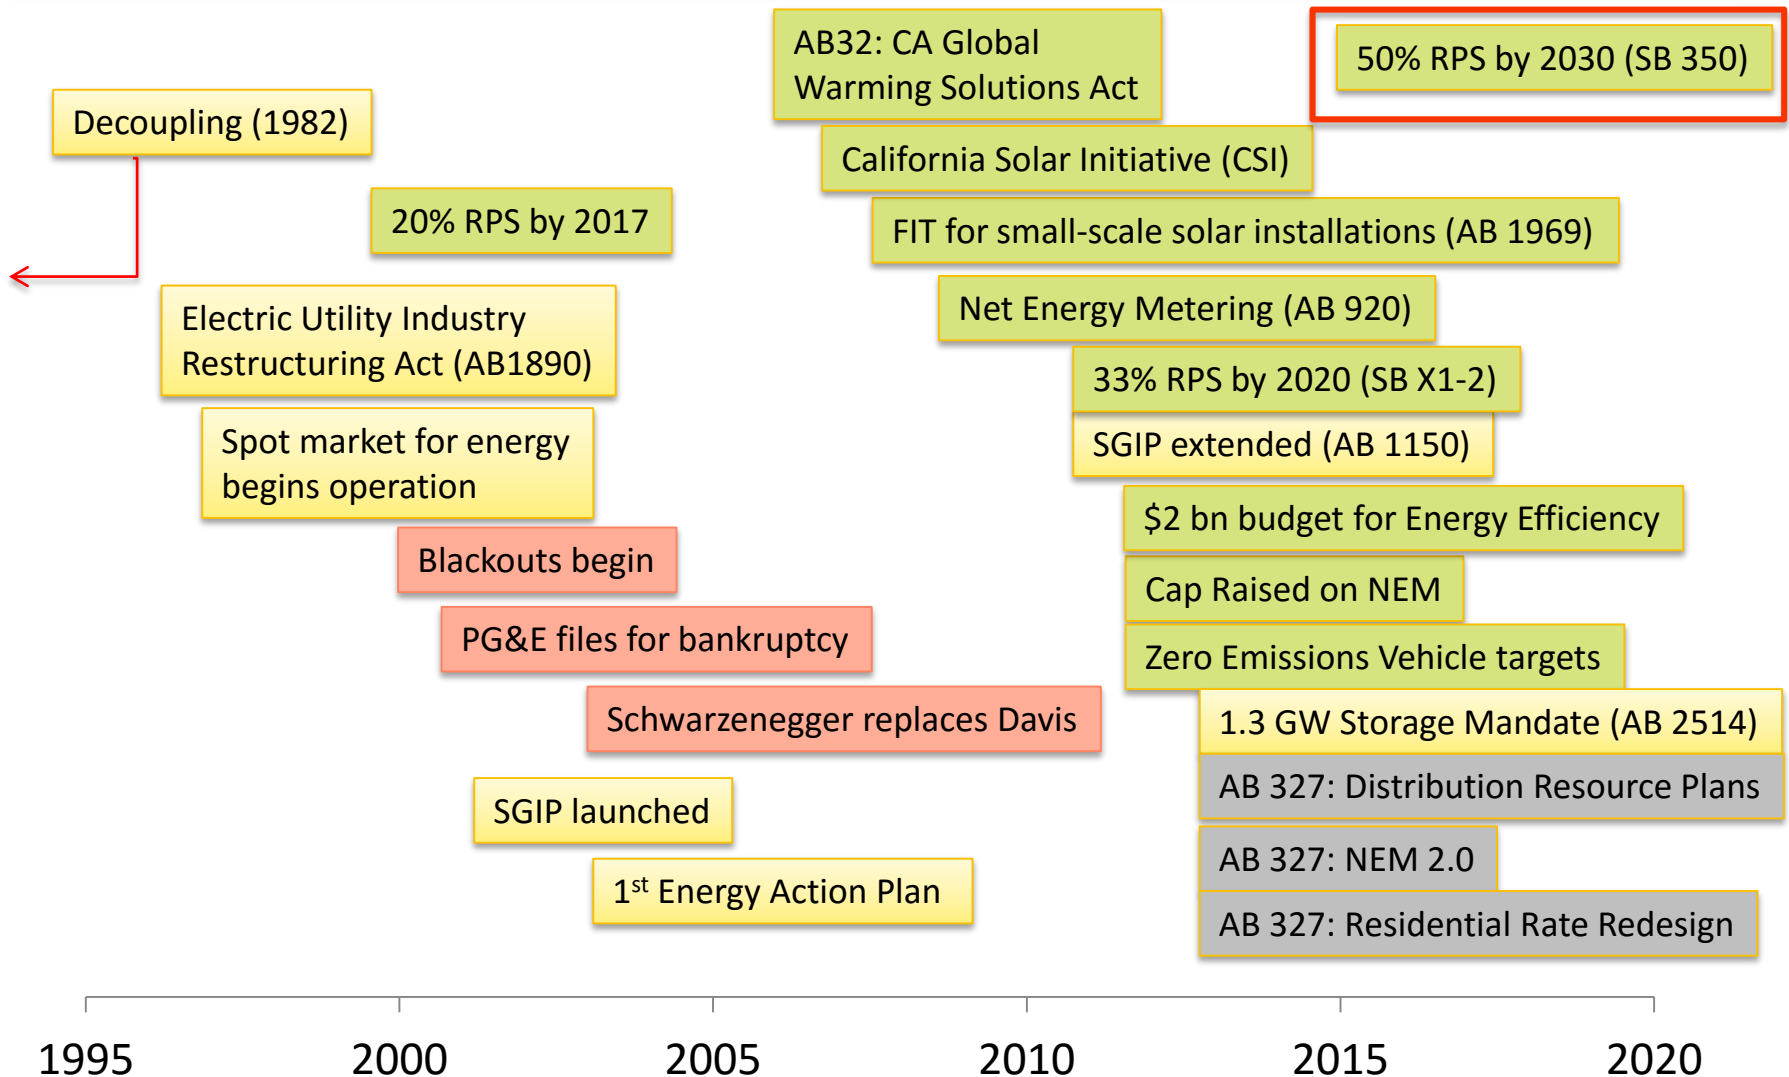 AB32: CA Global
Warming Solutions Act
50% RPS by 2030 (SB 350)
Decoupling (1982)
California Solar Initiative (CSI)
20% RPS by 2017
FIT for small-scale solar installations (AB 1969)
Electric Utility Industry
Restructuring Act (AB1890)
Net Energy Metering (AB 920)
33% RPS by 2020 (SB X1-2)
Spot market for energy
begins operation
SGIP extended (AB 1150)
$2 bn budget for Energy Efficiency
Blackouts begin
Cap Raised on NEM
PG&E files for bankruptcy
Zero Emissions Vehicle targets
Schwarzenegger replaces Davis
1.3 GW Storage Mandate (AB 2514)
AB 327: Distribution Resource Plans
SGIP launched
AB 327: NEM 2.0
1st Energy Action Plan
AB 327: Residential Rate Redesign
1995 2000 2005 2010 2015 2020